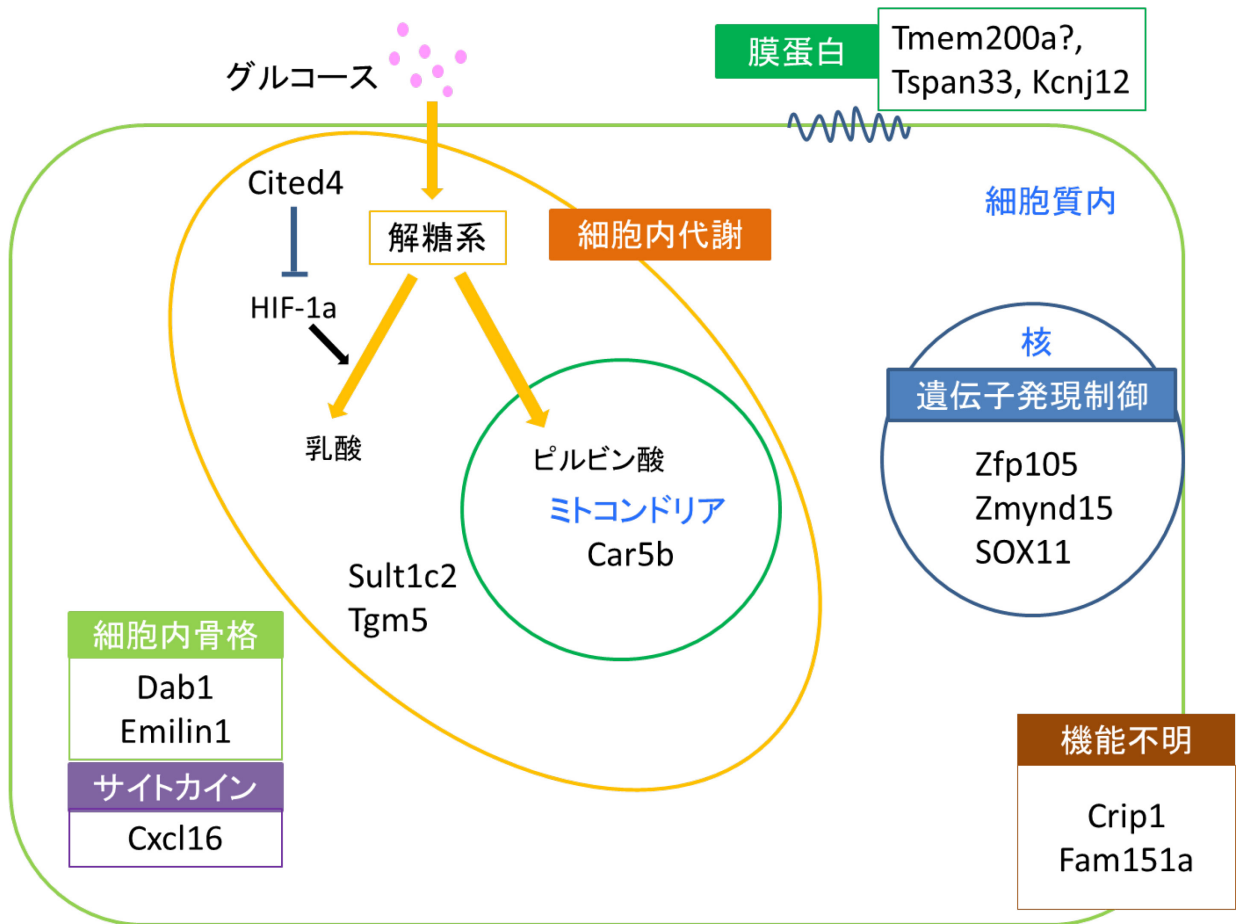 グルコース
膜蛋白
Tmem200a?,
Tspan33, Kcnj12
Cited4
解糖系
細胞内代謝
細胞質内
HIF-1a
乳酸
ピルビン酸
ミトコンドリア
Car5b
核
遺伝子発現制御
Zfp105
Zmynd15
SOX11
Sult1c2
Tgm5
細胞内骨格
Dab1
Emilin1
サイトカイン
Cxcl16
機能不明
Crip1
Fam151a